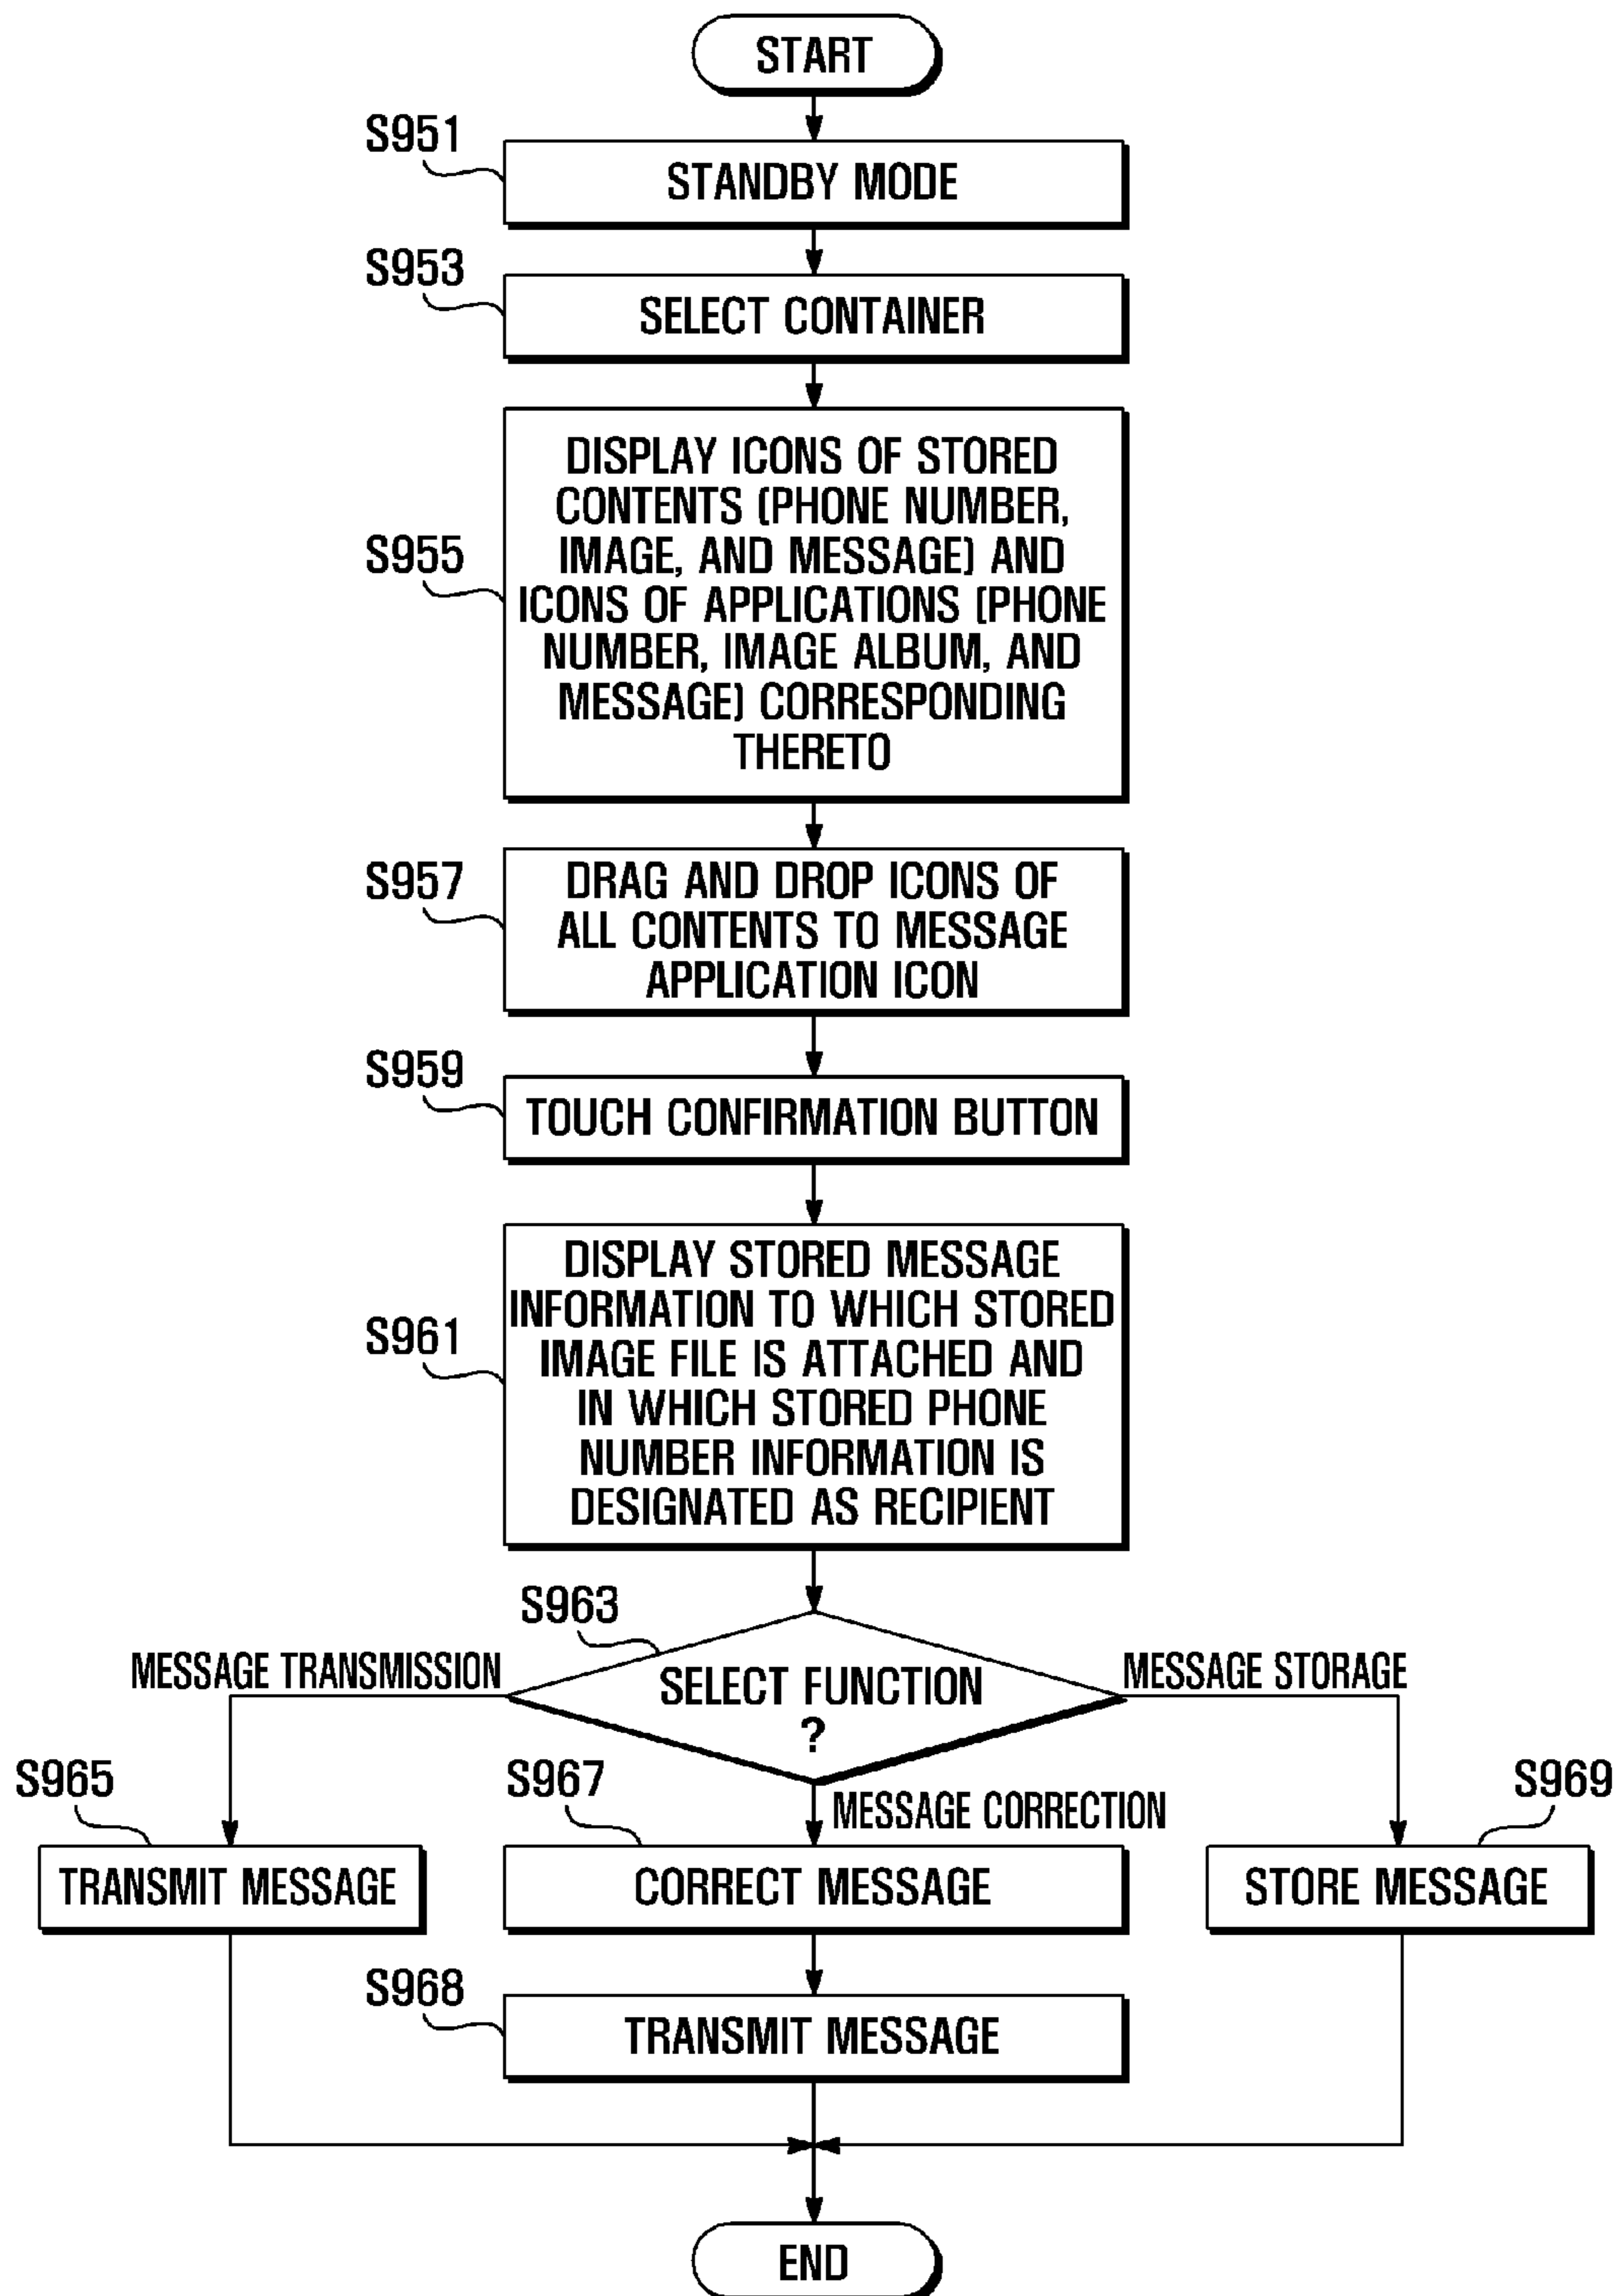 START
S951
STANDBY MODE
S953
SELECT CONTAINER
S955
DISPLAY ICONS OF STORED
CONTENTS (PHONE NUMBER,
IMAGE, AND MESSAGE) AND
ICONS OF APPLICATIONS (PHONE
NUMBER, IMAGE ALBUM, AND
MESSAGE) CORRESPONDING
THERETO
S957
DRAG AND DROP ICONS OF
ALL CONTENTS TO MESSAGE
APPLICATION ICON
S959
TOUCH CONFIRMATION BUTTON
S961
DISPLAY STORED MESSAGE
INFORMATION TO WHICH STORED
IMAGE FILE IS ATTACHED AND
IN WHICH STORED PHONE
NUMBER INFORMATION IS
DESIGNATED AS RECIPIENT
S963
SELECT FUNCTION
?
MESSAGE TRANSMISSION
MESSAGE STORAGE
MESSAGE CORRECTION
S965
TRANSMIT MESSAGE
S967
CORRECT MESSAGE
S969
STORE MESSAGE
S968
TRANSMIT MESSAGE
END